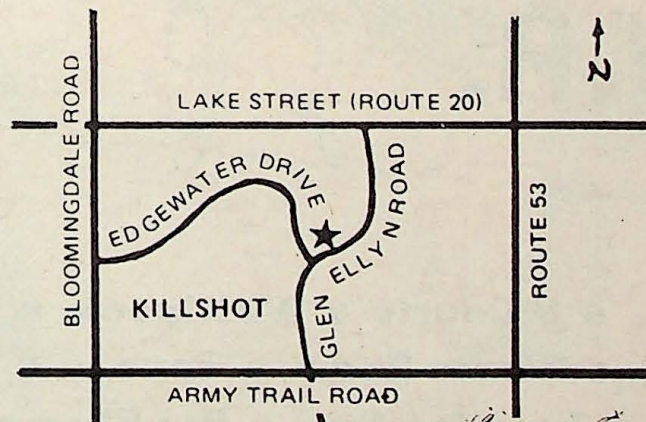 N
LAKE STREET (ROUTE 20)
BLOOMINGDALE ROAD
EDGEWATER DRIVE
GLEN ELLYN ROAD
ROUTE 53
KILLSHOT
ARMY TRAIL ROAD